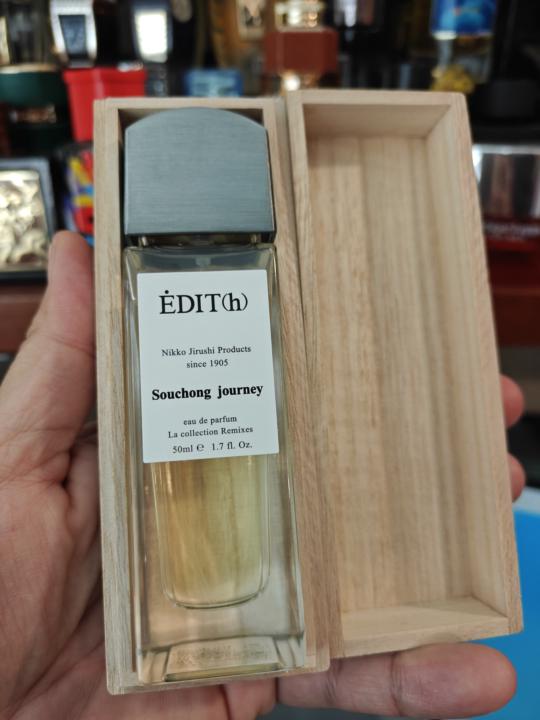 ĖDIT(h)
Nikko Jirushi Products
since 1905
Souchong journey
eau de parfum
La collection Remixes
50ml ℮ 1.7 fl. Oz.